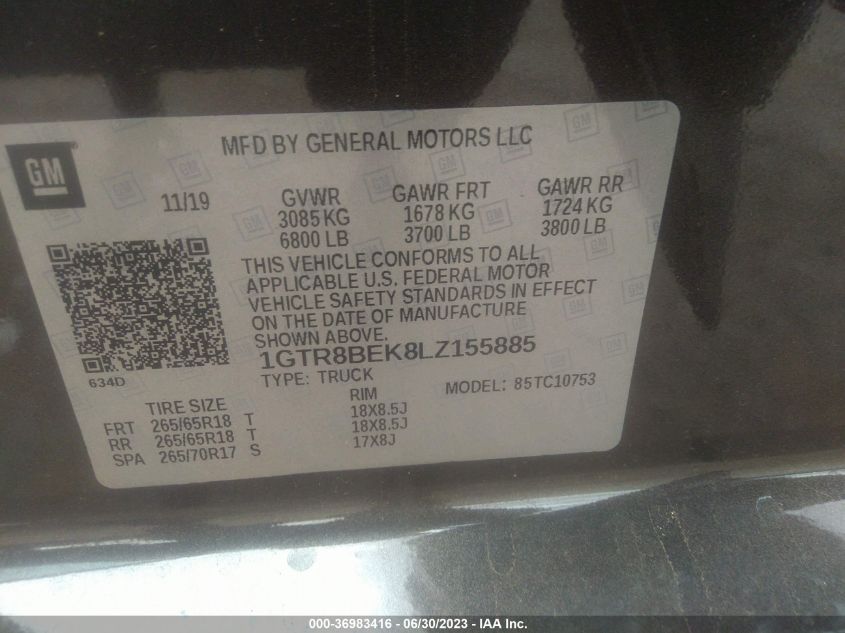 MFD BY GENERAL MOTORS LLC
GM
11/19
GVWR GAWR FRT GAWR RR
3085 KG 1678 KG 1724 KG
6800 LB 3700 LB 3800 LB
THIS VEHICLE CONFORMS TO ALL
APPLICABLE U.S. FEDERAL MOTOR
VEHICLE SAFETY STANDARDS IN EFFECT
ON THE DATE OF MANUFACTURE
SHOWN ABOVE.
1GTR8BEK8LZ155885
634D
TYPE: TRUCK MODEL: 85TC10753
TIRE SIZE RIM
FRT 265/65R18 T 18X8.5J
RR 265/65R18 T 18X8.5J
SPA 265/70R17 S 17X8J
000-36983416 - 06/30/2023 - IAA Inc.